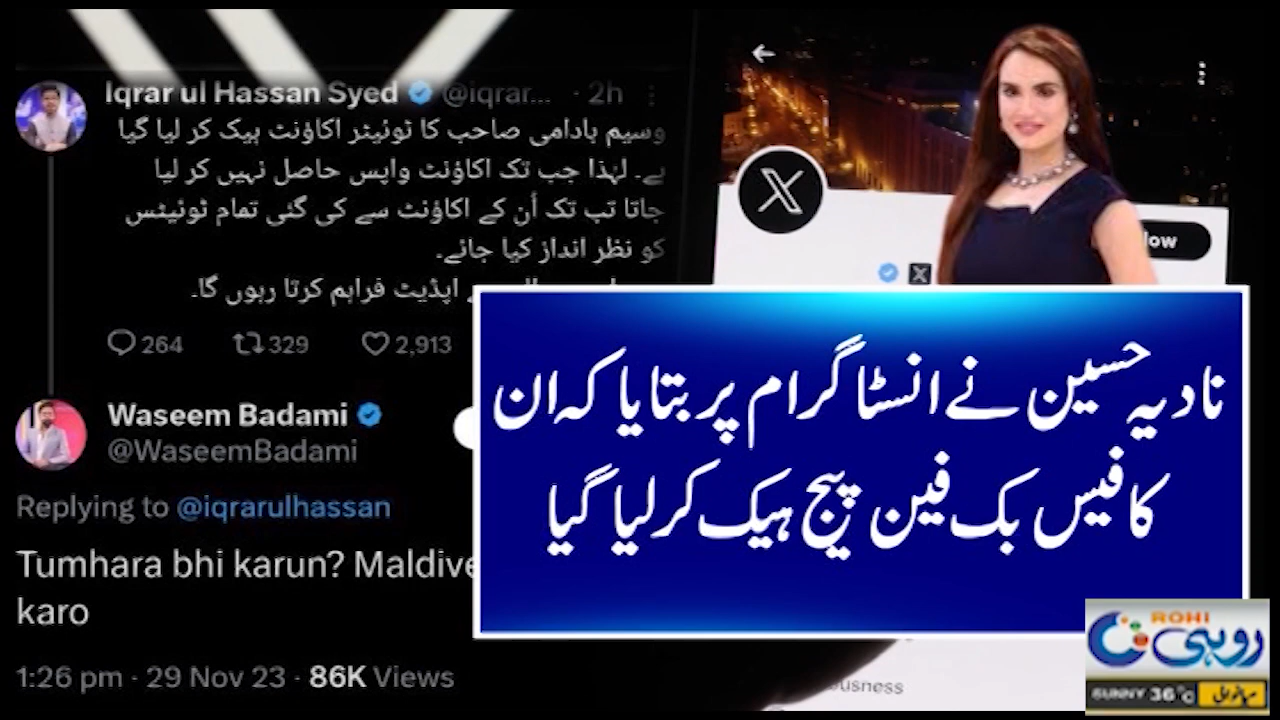 Iqrar ul Hassan Syed @iqrar... · 2h
وسیم بادامی صاحب کا ٹوئیٹر اکاؤنٹ ہیک کر لیا گیا
ہے۔ لہذا جب تک اکاؤنٹ واپس حاصل نہیں کر لیا
جاتا تب تک اُن کے اکاؤنٹ سے کی گئی تمام ٹوئیٹس
کو نظر انداز کیا جائے۔
اپڈیٹ فراہم کرتا رہوں گا۔
264 329 2,913
Waseem Badami
@WaseemBadami
Replying to @iqrarulhassan
Tumhara bhi karun? Maldive
karo
1:26 pm · 29 Nov 23 · 86K Views
low
نادیہ حسین نے انسٹاگرام پر بتایا کہ ان
کا فیس بک فین پیج ہیک کر لیا گیا
ROHI
روہی
SUNNY 36°C میانوالی